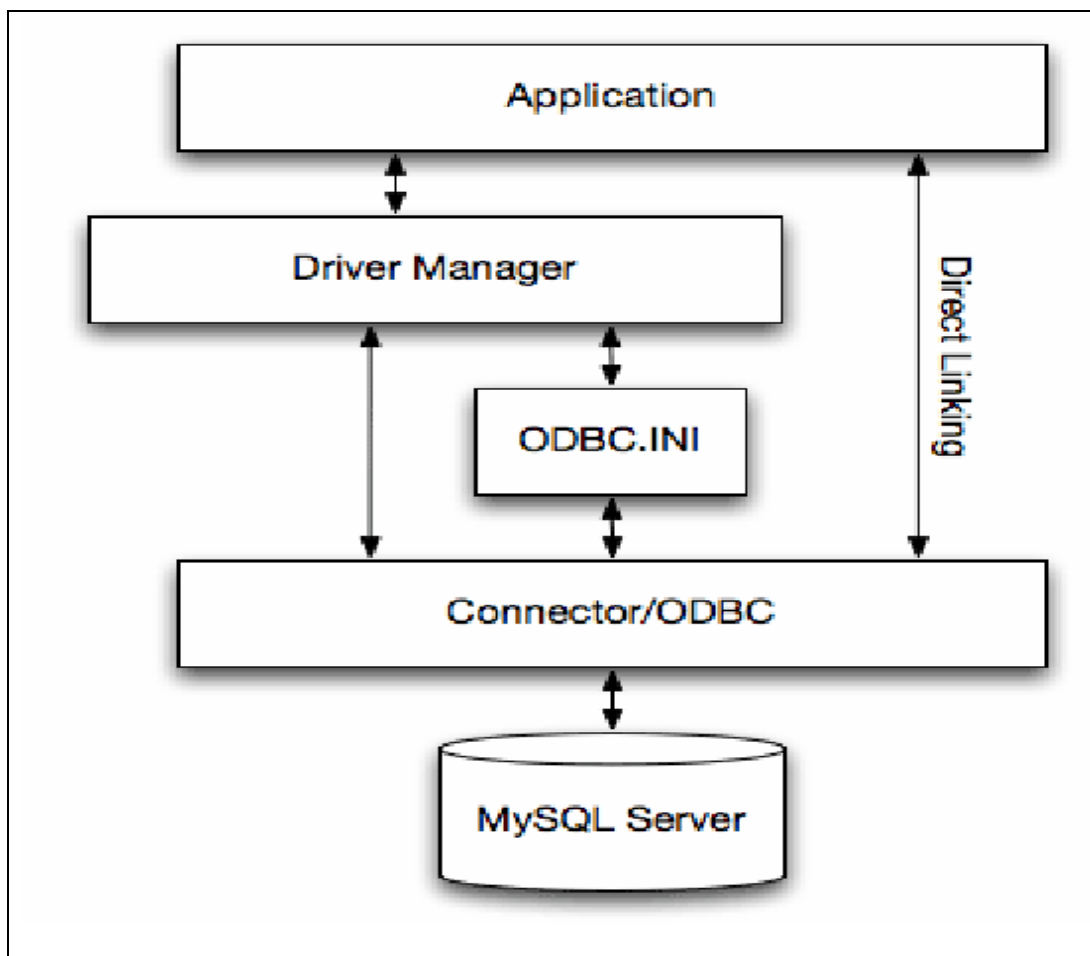 Application
Driver Manager
Direct Linking
ODBC.INI
Connector/ODBC
MySQL Server